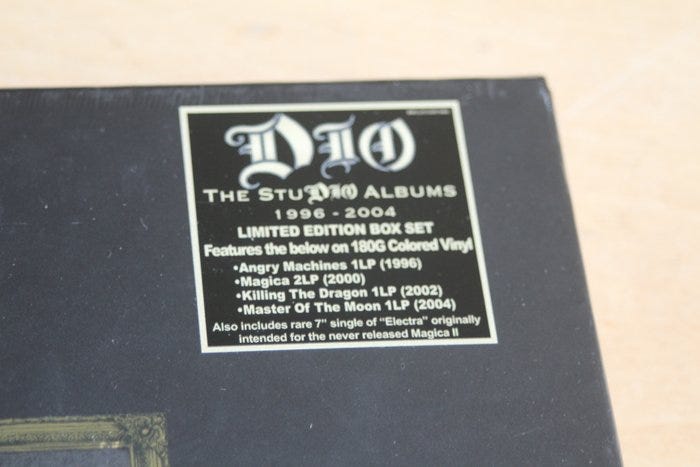 DIO
THE STUDIO ALBUMS
1996 - 2004
LIMITED EDITION BOX SET
Features the below on 180G Colored Vinyl
•Angry Machines 1LP (1996)
•Magica 2LP (2000)
•Killing The Dragon 1LP (2002)
•Master Of The Moon 1LP (2004)
Also includes rare 7" single of "Electra" originally
intended for the never released Magica II